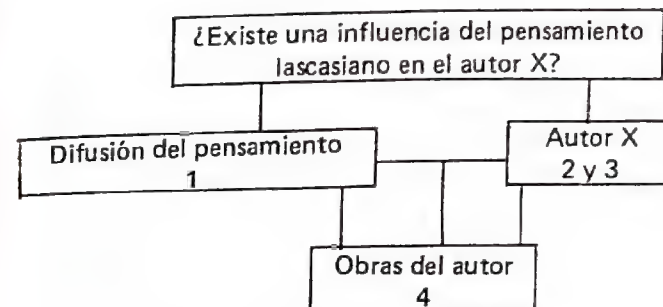 ¿Existe una influencia del pensamiento
lascasiano en el autor X?
Difusión del pensamiento
1
Autor X
2 y 3
Obras del autor
4